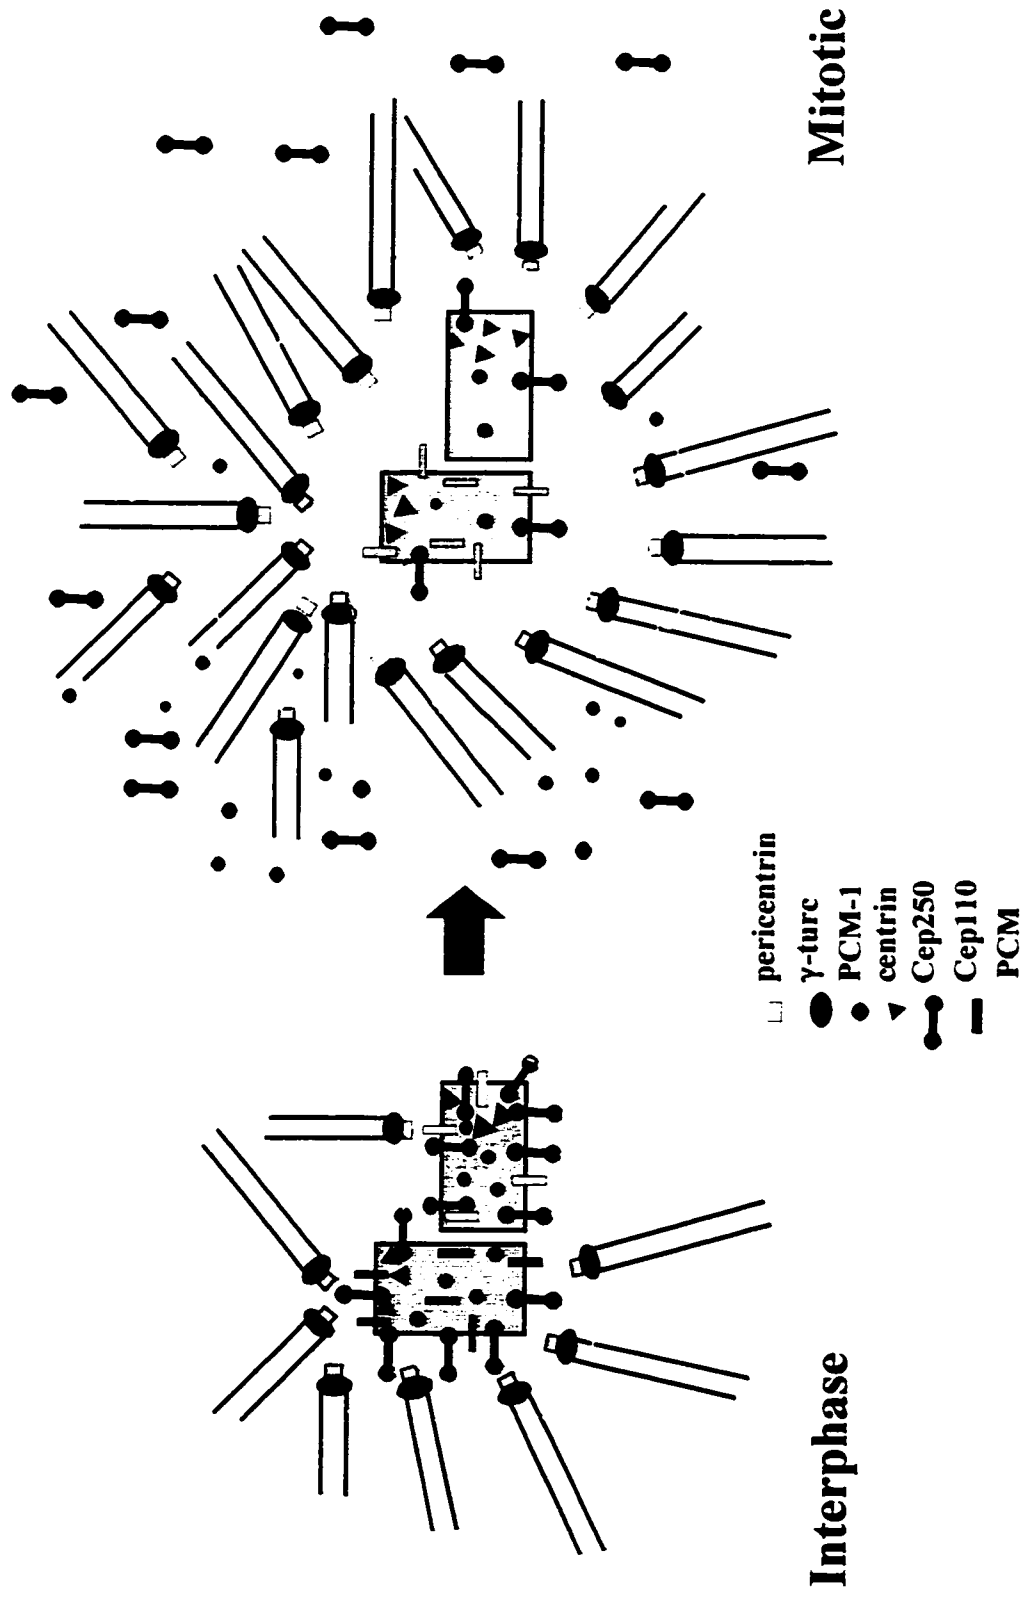 Interphase
Mitotic
pericentrin
γ-turc
PCM-1
centrin
Cep250
Cep110
PCM